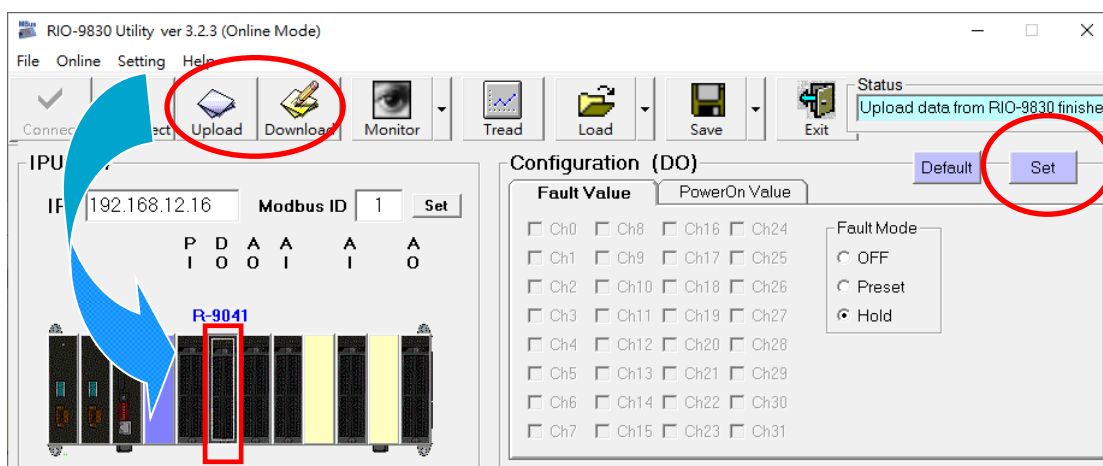 MBus RIO-9830 Utility ver 3.2.3 (Online Mode)
File Online Setting Help
Upload Download Monitor Tread Load Save Exit
Status
Upload data from RIO-9830 finishe
192.168.12.16 Modbus ID 1 Set
P D A A A A
I O O I I O
R-9041
Configuration (DO) Default Set
Fault Value PowerOn Value
Ch0 Ch8 Ch16 Ch24
Ch1 Ch9 Ch17 Ch25
Ch2 Ch10 Ch18 Ch26
Ch3 Ch11 Ch19 Ch27
Ch4 Ch12 Ch20 Ch28
Ch5 Ch13 Ch21 Ch29
Ch6 Ch14 Ch22 Ch30
Ch7 Ch15 Ch23 Ch31
Fault Mode
OFF
Preset
Hold